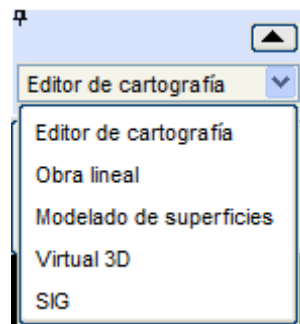 Editor de cartografía
Editor de cartografía
Obra lineal
Modelado de superficies
Virtual 3D
SIG